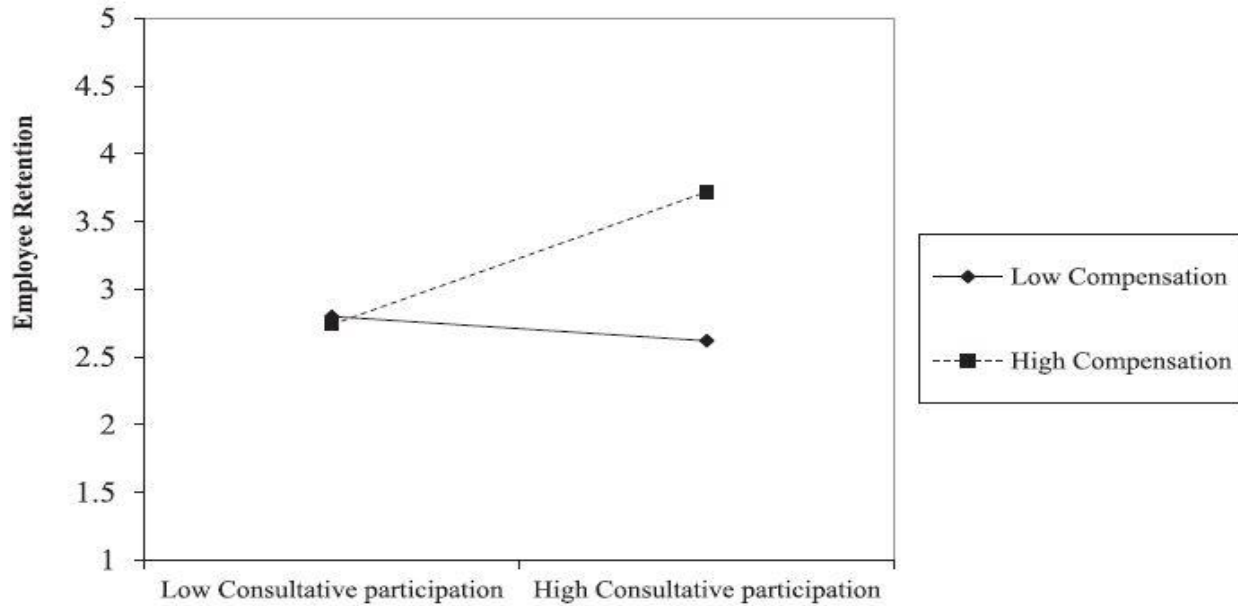 5
4.5
4
3.5
3
2.5
2
1.5
1
Employee Retention
Low Consultative participation
High Consultative participation
Low Compensation
High Compensation